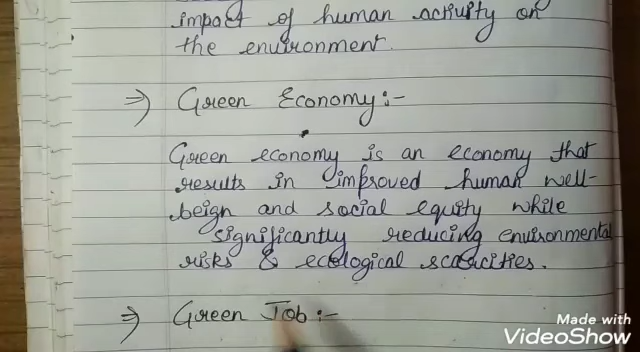 impact of human activity on
the environment.
⇒ Green Economy:-
Green economy is an economy that
results in improved human well-
beign and social equity while
significantly reducing environmental
risks & ecological scarcities.
⇒ Green Job:-
Made with
VideoShow